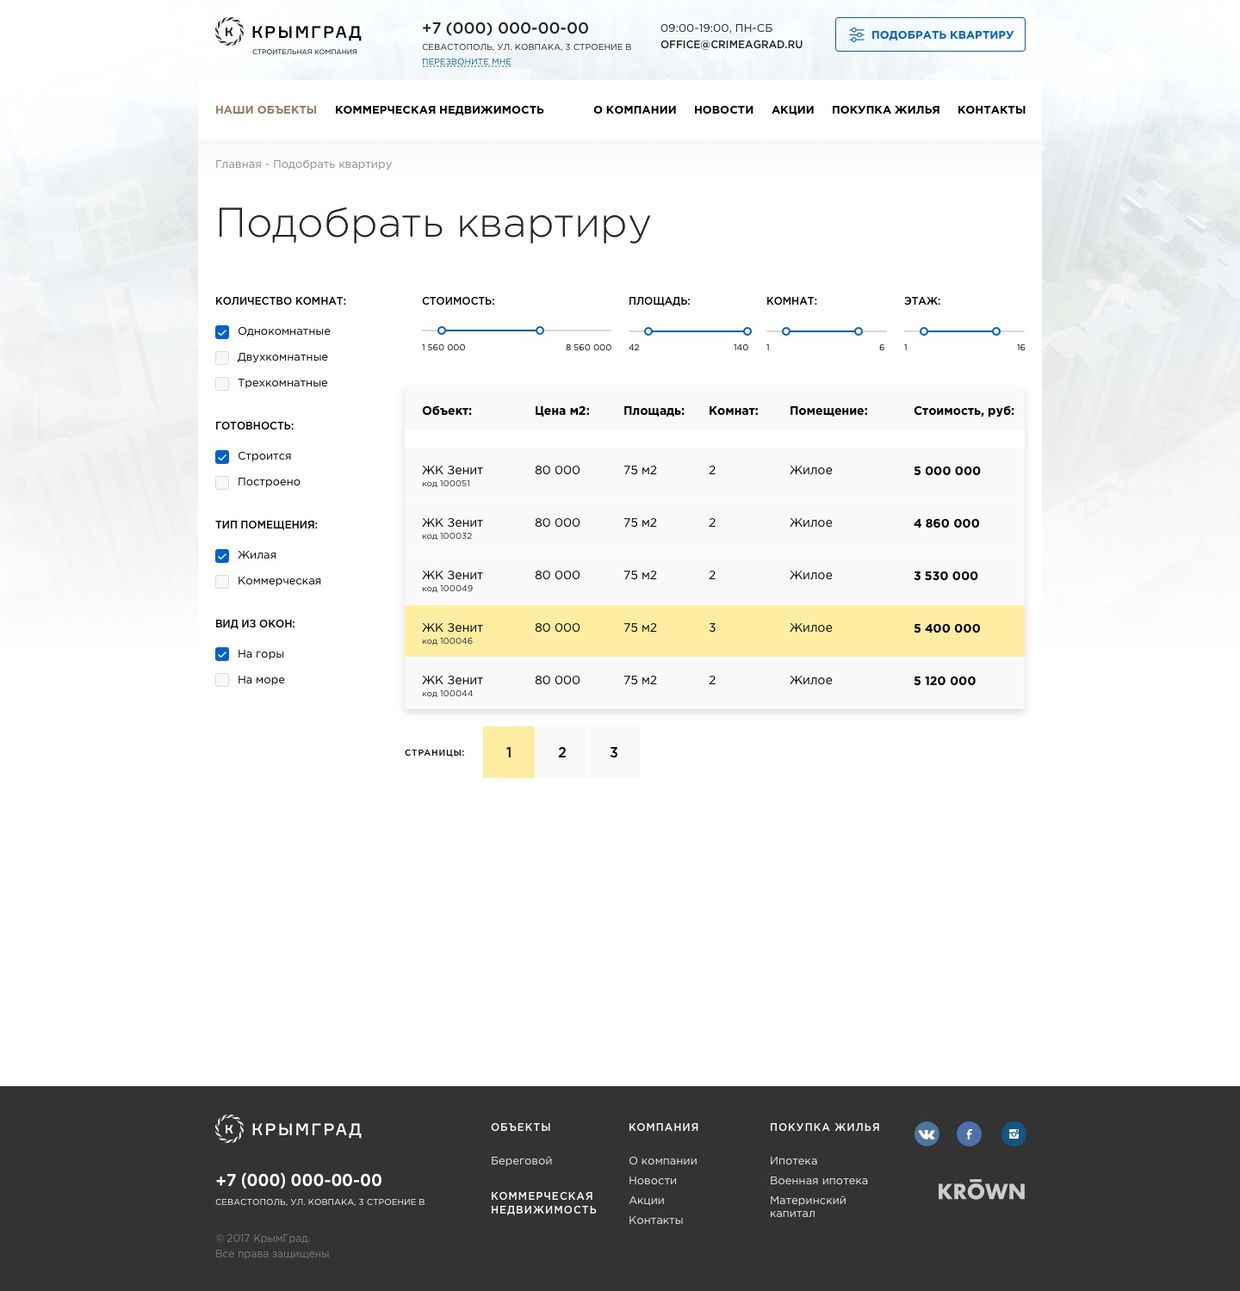 КРЫМГРАД
СТРОИТЕЛЬНАЯ КОМПАНИЯ
+7 (000) 000-00-00
СЕВАСТОПОЛЬ, УЛ. КОВПАКА, 3 СТРОЕНИЕ В
ПЕРЕЗВОНИТЕ МНЕ
09:00-19:00, ПН-СБ
OFFICE@CRIMEAGRAD.RU
ПОДОБРАТЬ КВАРТИРУ
НАШИ ОБЪЕКТЫ КОММЕРЧЕСКАЯ НЕДВИЖИМОСТЬ О КОМПАНИИ НОВОСТИ АКЦИИ ПОКУПКА ЖИЛЬЯ КОНТАКТЫ
Главная - Подобрать квартиру
Подобрать квартиру
КОЛИЧЕСТВО КОМНАТ:
Однокомнатные
Двухкомнатные
Трехкомнатные
ГОТОВНОСТЬ:
Строится
Построено
ТИП ПОМЕЩЕНИЯ:
Жилая
Коммерческая
ВИД ИЗ ОКОН:
На горы
На море
СТОИМОСТЬ: ПЛОЩАДЬ: КОМНАТ: ЭТАЖ:
1 560 000 8 560 000 42 140 1 6 1 16
Объект: Цена м2: Площадь: Комнат: Помещение: Стоимость, руб:
ЖК Зенит 80 000 75 м2 2 Жилое 5 000 000
код 100051
ЖК Зенит 80 000 75 м2 2 Жилое 4 860 000
код 100032
ЖК Зенит 80 000 75 м2 2 Жилое 3 530 000
код 100049
ЖК Зенит 80 000 75 м2 3 Жилое 5 400 000
код 100046
ЖК Зенит 80 000 75 м2 2 Жилое 5 120 000
код 100044
СТРАНИЦЫ: 1 2 3
КРЫМГРАД
+7 (000) 000-00-00
СЕВАСТОПОЛЬ, УЛ. КОВПАКА, 3 СТРОЕНИЕ В
© 2017 КрымГрад.
Все права защищены
ОБЪЕКТЫ
Береговой
КОММЕРЧЕСКАЯ
НЕДВИЖИМОСТЬ
КОМПАНИЯ
О компании
Новости
Акции
Контакты
ПОКУПКА ЖИЛЬЯ
Ипотека
Военная ипотека
Материнский
капитал
KRŌWN